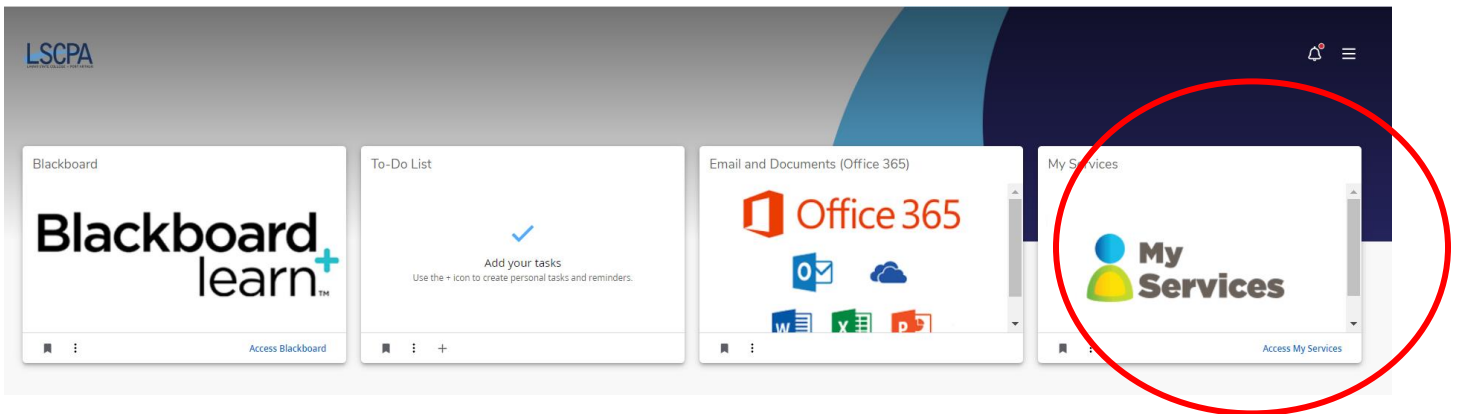 LSCPA
Blackboard
To-Do List
Email and Documents (Office 365)
My Services
Blackboard
learn+
TM
Add your tasks
Use the + icon to create personal tasks and reminders.
Office 365
My
Services
Access Blackboard
Access My Services